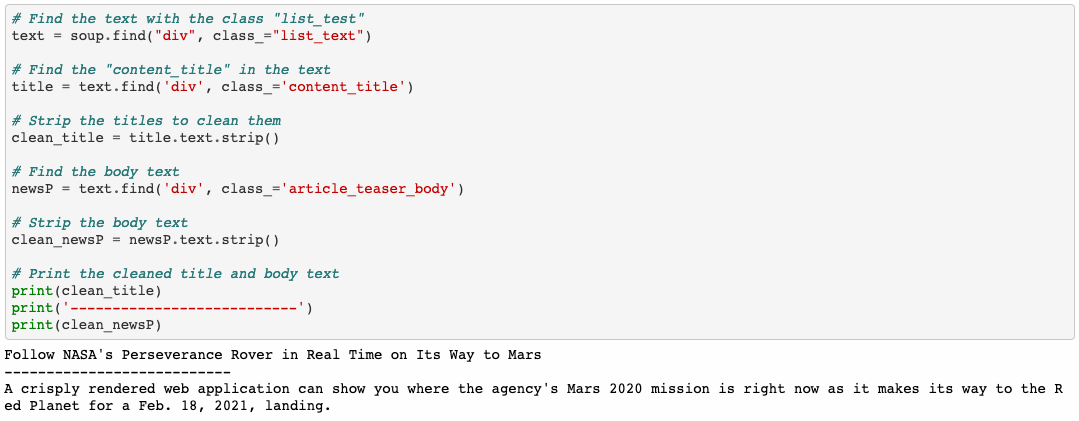 # Find the text with the class "list_test"
text = soup.find("div", class_="list_text")
# Find the "content_title" in the text
title = text.find('div', class_='content_title')
# Strip the titles to clean them
clean_title = title.text.strip()
# Find the body text
newsP = text.find('div', class_='article_teaser_body')
# Strip the body text
clean_newsP = newsP.text.strip()
# Print the cleaned title and body text
print(clean_title)
print('---------------------------')
print(clean_newsP)
Follow NASA's Perseverance Rover in Real Time on Its Way to Mars
---------------------------
A crisply rendered web application can show you where the agency's Mars 2020 mission is right now as it makes its way to the R
ed Planet for a Feb. 18, 2021, landing.